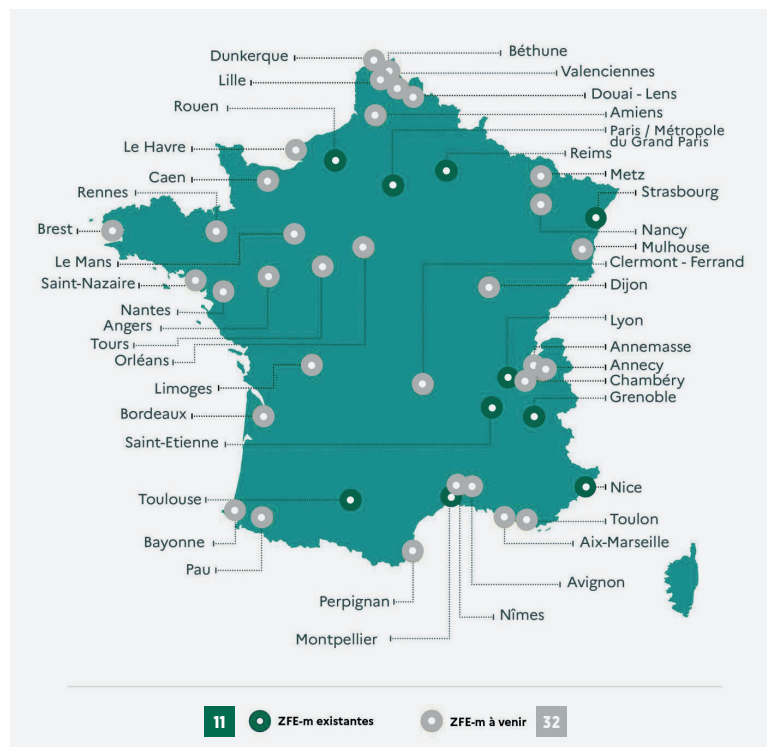 Dunkerque
Béthune
Lille
Valenciennes
Douai - Lens
Rouen
Amiens
Paris / Métropole
du Grand Paris
Le Havre
Reims
Caen
Metz
Rennes
Strasbourg
Brest
Nancy
Mulhouse
Le Mans
Clermont - Ferrand
Saint-Nazaire
Dijon
Nantes
Lyon
Angers
Tours
Annemasse
Orléans
Annecy
Chambéry
Limoges
Grenoble
Bordeaux
Saint-Etienne
Nice
Toulouse
Toulon
Bayonne
Aix-Marseille
Pau
Avignon
Perpignan
Nîmes
Montpellier
11 ZFE-m existantes ZFE-m à venir 32